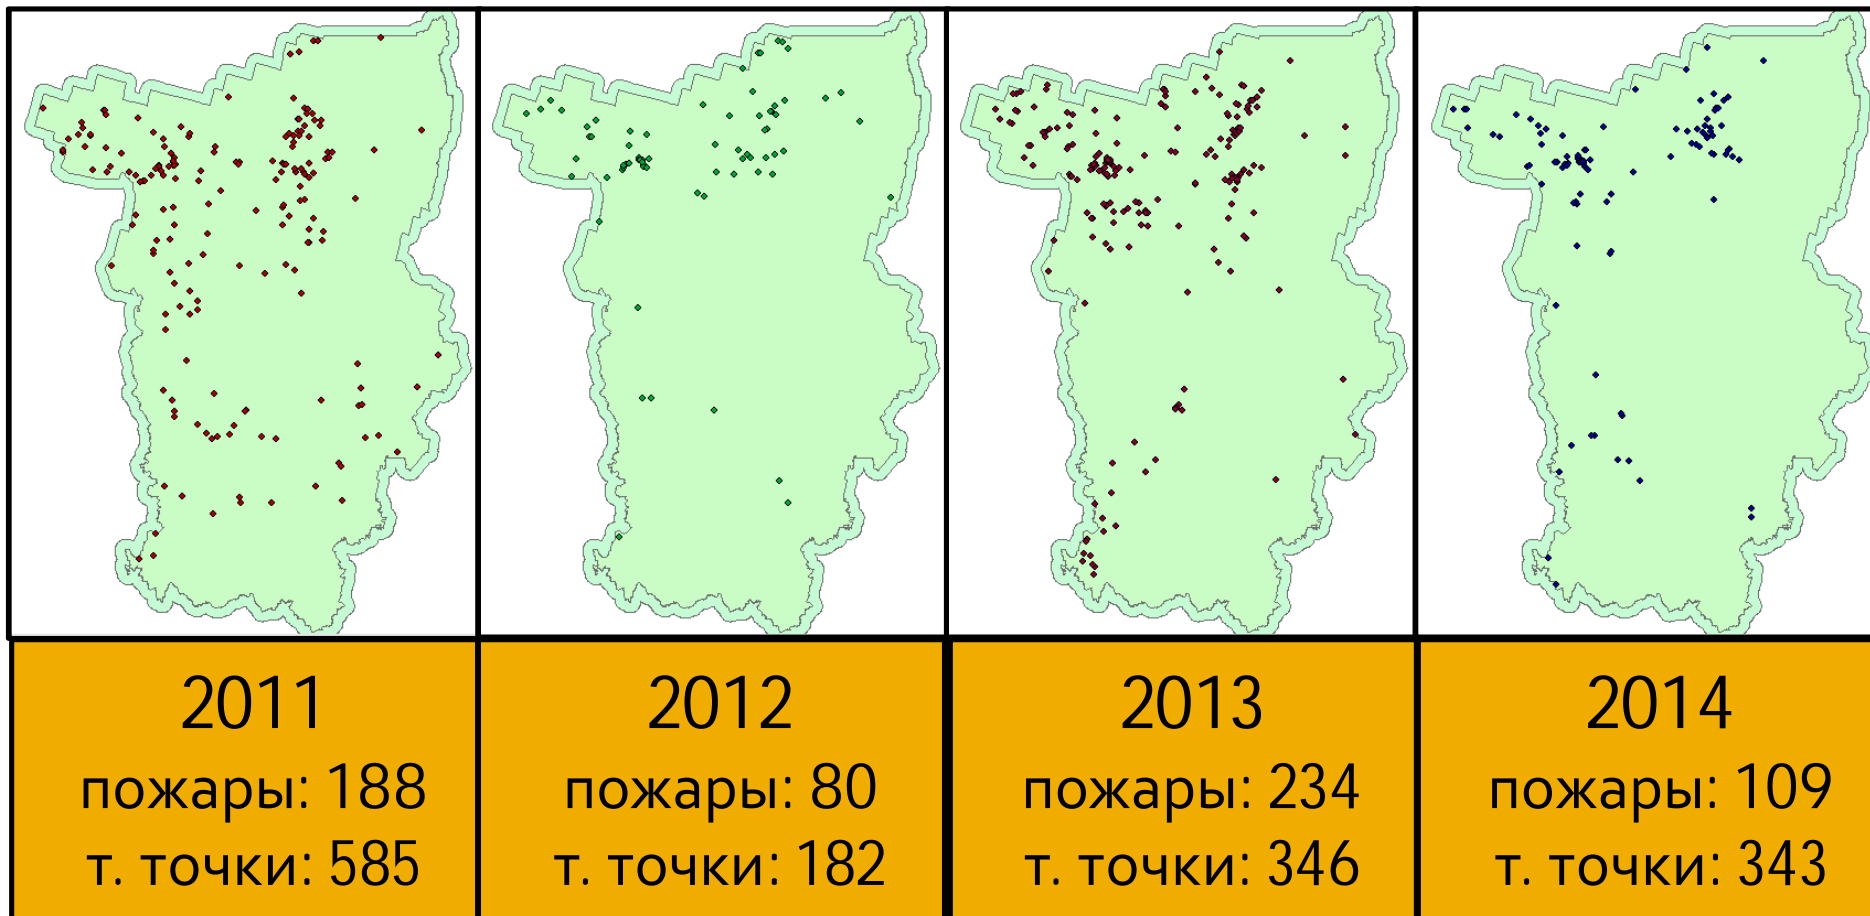 2011
пожары: 188
т. точки: 585
2012
пожары: 80
т. точки: 182
2013
пожары: 234
т. точки: 346
2014
пожары: 109
т. точки: 343